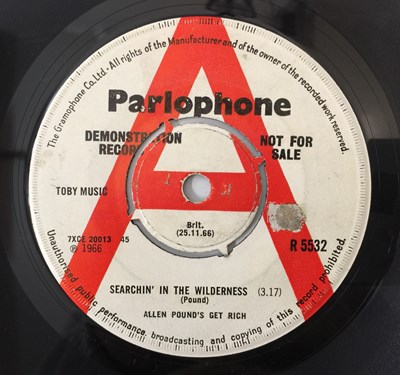 The Gramophone Co. Ltd. All rights of the Manufacturer and of the owner of the recorded work reserved.
Parlophone
DEMONSTRATION
RECORD
NOT FOR
SALE
TOBY MUSIC
Brit.
(25.11.66)
7XCE 20013 45
℗ 1966
R 5532
SEARCHIN' IN THE WILDERNESS (3.17)
(Pound)
ALLEN POUND'S GET RICH
Unauthorised public performance, broadcasting and copying of this record prohibited.